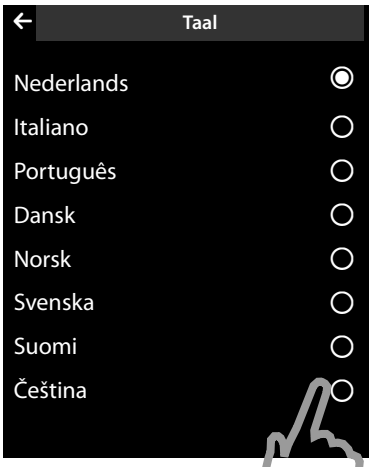 Taal
Nederlands
Italiano
Português
Dansk
Norsk
Svenska
Suomi
Čeština